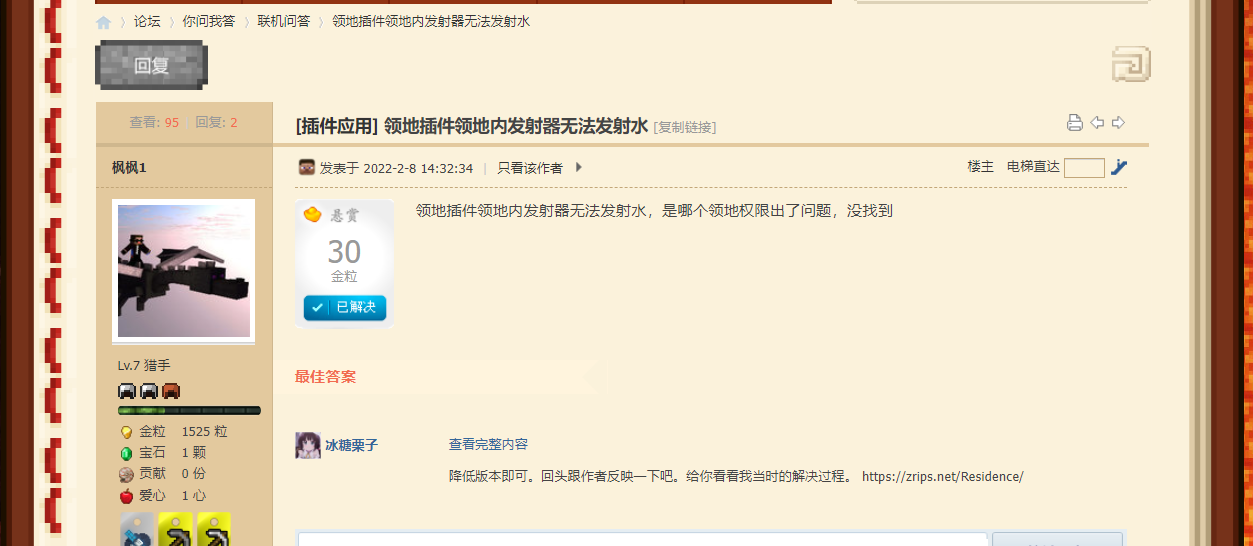 论坛 › 你问我答 › 联机问答 › 领地插件领地内发射器无法发射水
回复
查看: 95 | 回复: 2
[插件应用] 领地插件领地内发射器无法发射水 [复制链接]
枫枫1
发表于 2022-2-8 14:32:34 | 只看该作者
楼主 电梯直达
悬赏
30
金粒
已解决
领地插件领地内发射器无法发射水，是哪个领地权限出了问题，没找到
Lv.7 猎手
金粒 1525 粒
宝石 1 颗
贡献 0 份
爱心 1 心
最佳答案
冰糖栗子
查看完整内容
降低版本即可。回头跟作者反映一下吧。给你看看我当时的解决过程。 https://zrips.net/Residence/